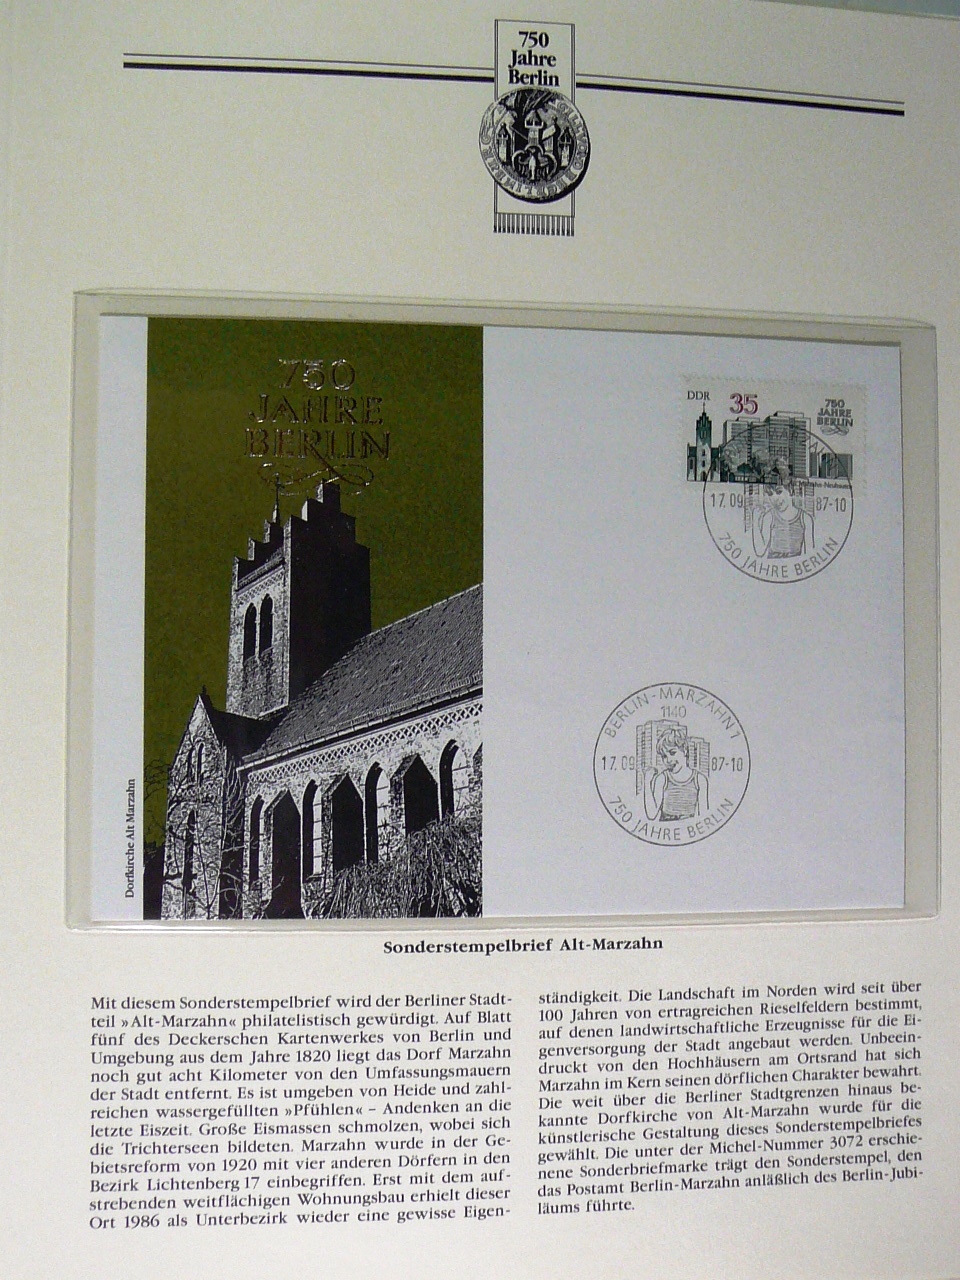 750
Jahre
Berlin
750
JAHRE
BERLIN
DDR 35 750
JAHRE
BERLIN
17.09 87-10
750 JAHRE BERLIN
BERLIN-MARZAHN 1
1140
17.09 87-10
750 JAHRE BERLIN
Dorfkirche Alt Marzahn
Sonderstempelbrief Alt-Marzahn
Mit diesem Sonderstempelbrief wird der Berliner Stadt-
teil »Alt-Marzahn« philatelistisch gewürdigt. Auf Blatt
fünf des Deckerschen Kartenwerkes von Berlin und
Umgebung aus dem Jahre 1820 liegt das Dorf Marzahn
noch gut acht Kilometer von den Umfassungsmauern
der Stadt entfernt. Es ist umgeben von Heide und zahl-
reichen wassergefüllten »Pfühlen« – Andenken an die
letzte Eiszeit. Große Eismassen schmolzen, wobei sich
die Trichterseen bildeten. Marzahn wurde in der Ge-
bietsreform von 1920 mit vier anderen Dörfern in den
Bezirk Lichtenberg 17 einbegriffen. Erst mit dem auf-
strebenden weitflächigen Wohnungsbau erhielt dieser
Ort 1986 als Unterbezirk wieder eine gewisse Eigen-
ständigkeit. Die Landschaft im Norden wird seit über
100 Jahren von ertragreichen Rieselfeldern bestimmt,
auf denen landwirtschaftliche Erzeugnisse für die Ei-
genversorgung der Stadt angebaut werden. Unbeein-
druckt von den Hochhäusern am Ortsrand hat sich
Marzahn im Kern seinen dörflichen Charakter bewahrt.
Die weit über die Berliner Stadtgrenzen hinaus be-
kannte Dorfkirche von Alt-Marzahn wurde für die
künstlerische Gestaltung dieses Sonderstempelbriefes
gewählt. Die unter der Michel-Nummer 3072 erschie-
nene Sonderbriefmarke trägt den Sonderstempel, den
das Postamt Berlin-Marzahn anläßlich des Berlin-Jubi-
läums führte.